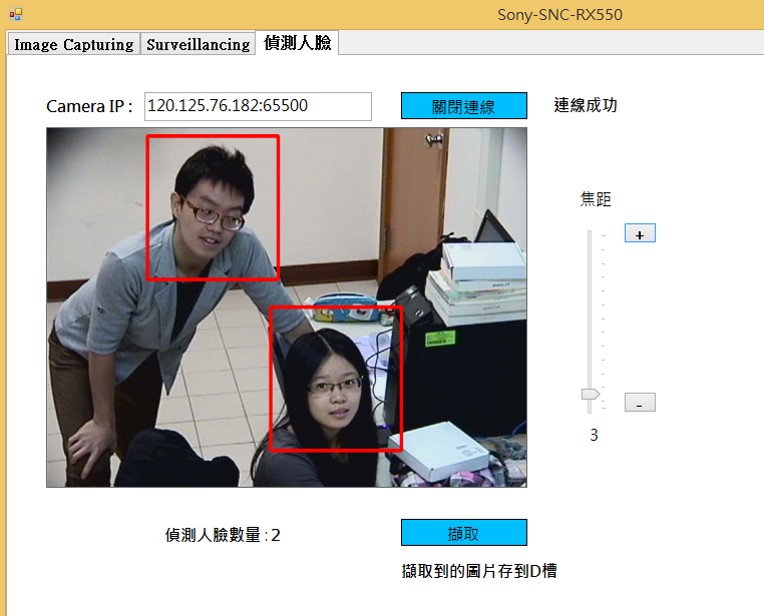 Sony-SNC-RX550
Image Capturing Surveillancing 偵測人臉
Camera IP : 120.125.76.182:65500 關閉連線 連線成功
焦距
+
-
3
偵測人臉數量 : 2 擷取
擷取到的圖片存到D槽